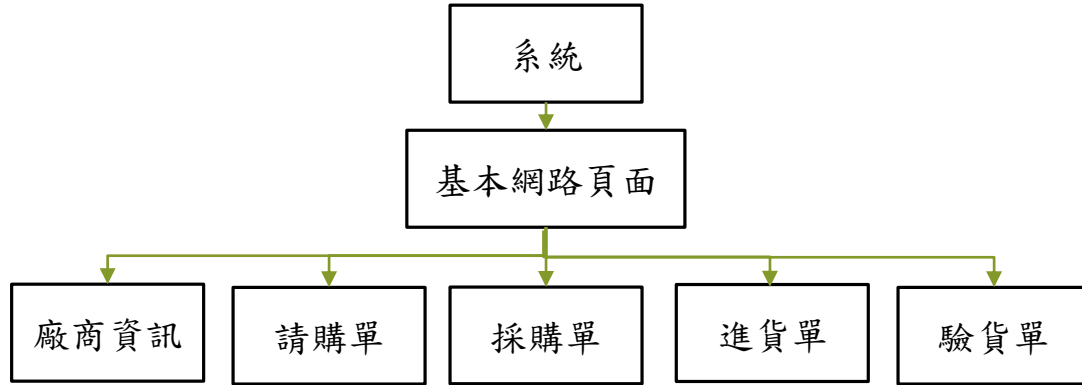 系統
基本網路頁面
廠商資訊
請購單
採購單
進貨單
驗貨單